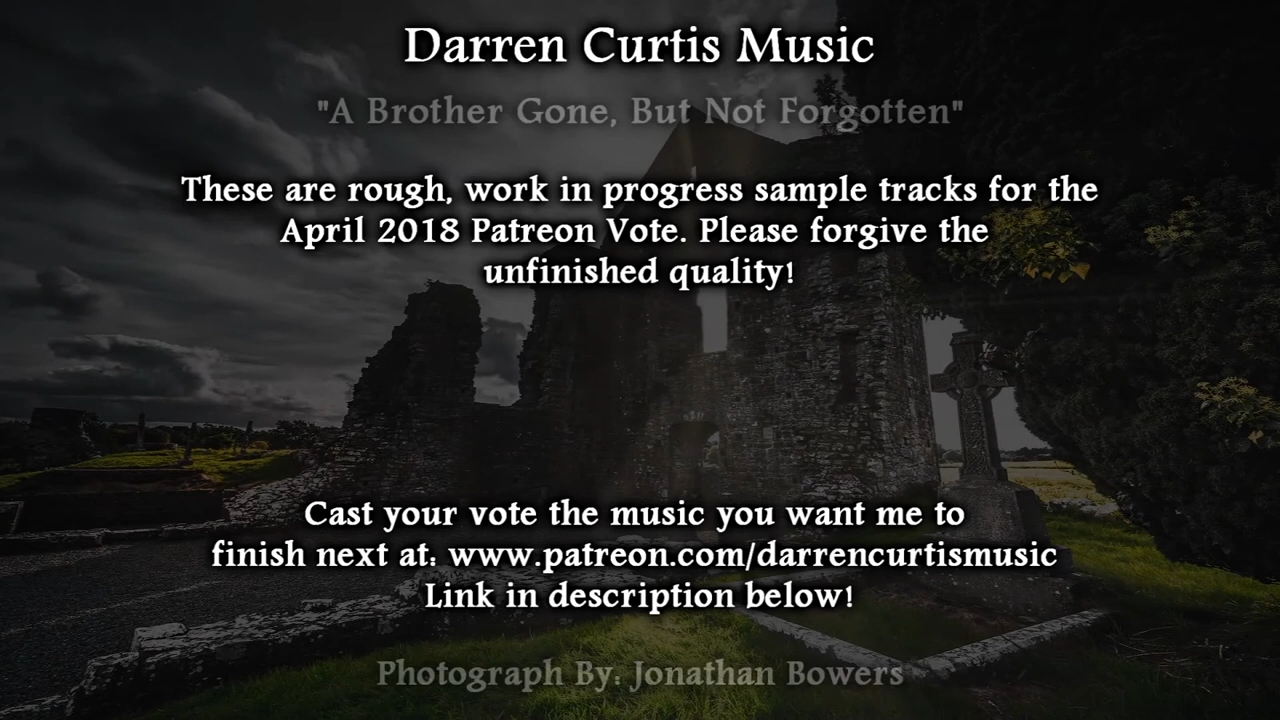 Darren Curtis Music
"A Brother Gone, But Not Forgotten"
These are rough, work in progress sample tracks for the
April 2018 Patreon Vote. Please forgive the
unfinished quality!
Cast your vote the music you want me to
finish next at: www.patreon.com/darrencurtismusic
Link in description below!
Photograph By: Jonathan Bowers